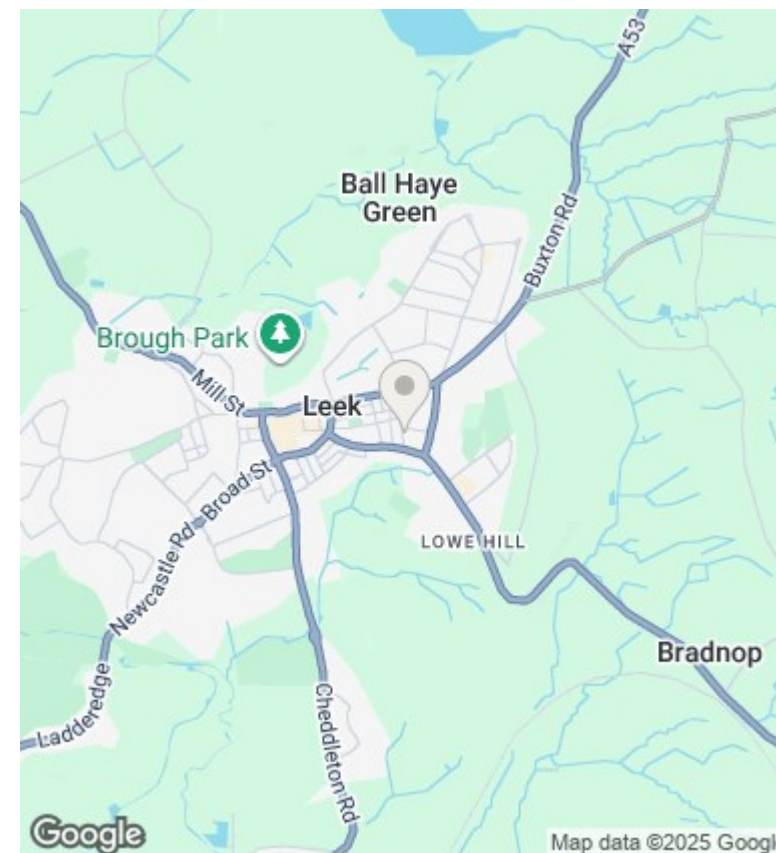 A53
Ball Haye
Green
Buxton Rd
Brough Park
Mill St
Leek
Broad St
Newcastle Rd
LOWE HILL
Bradnop
Ladderedge
Cheddleton Rd
Google
Map data ©2025 Googl